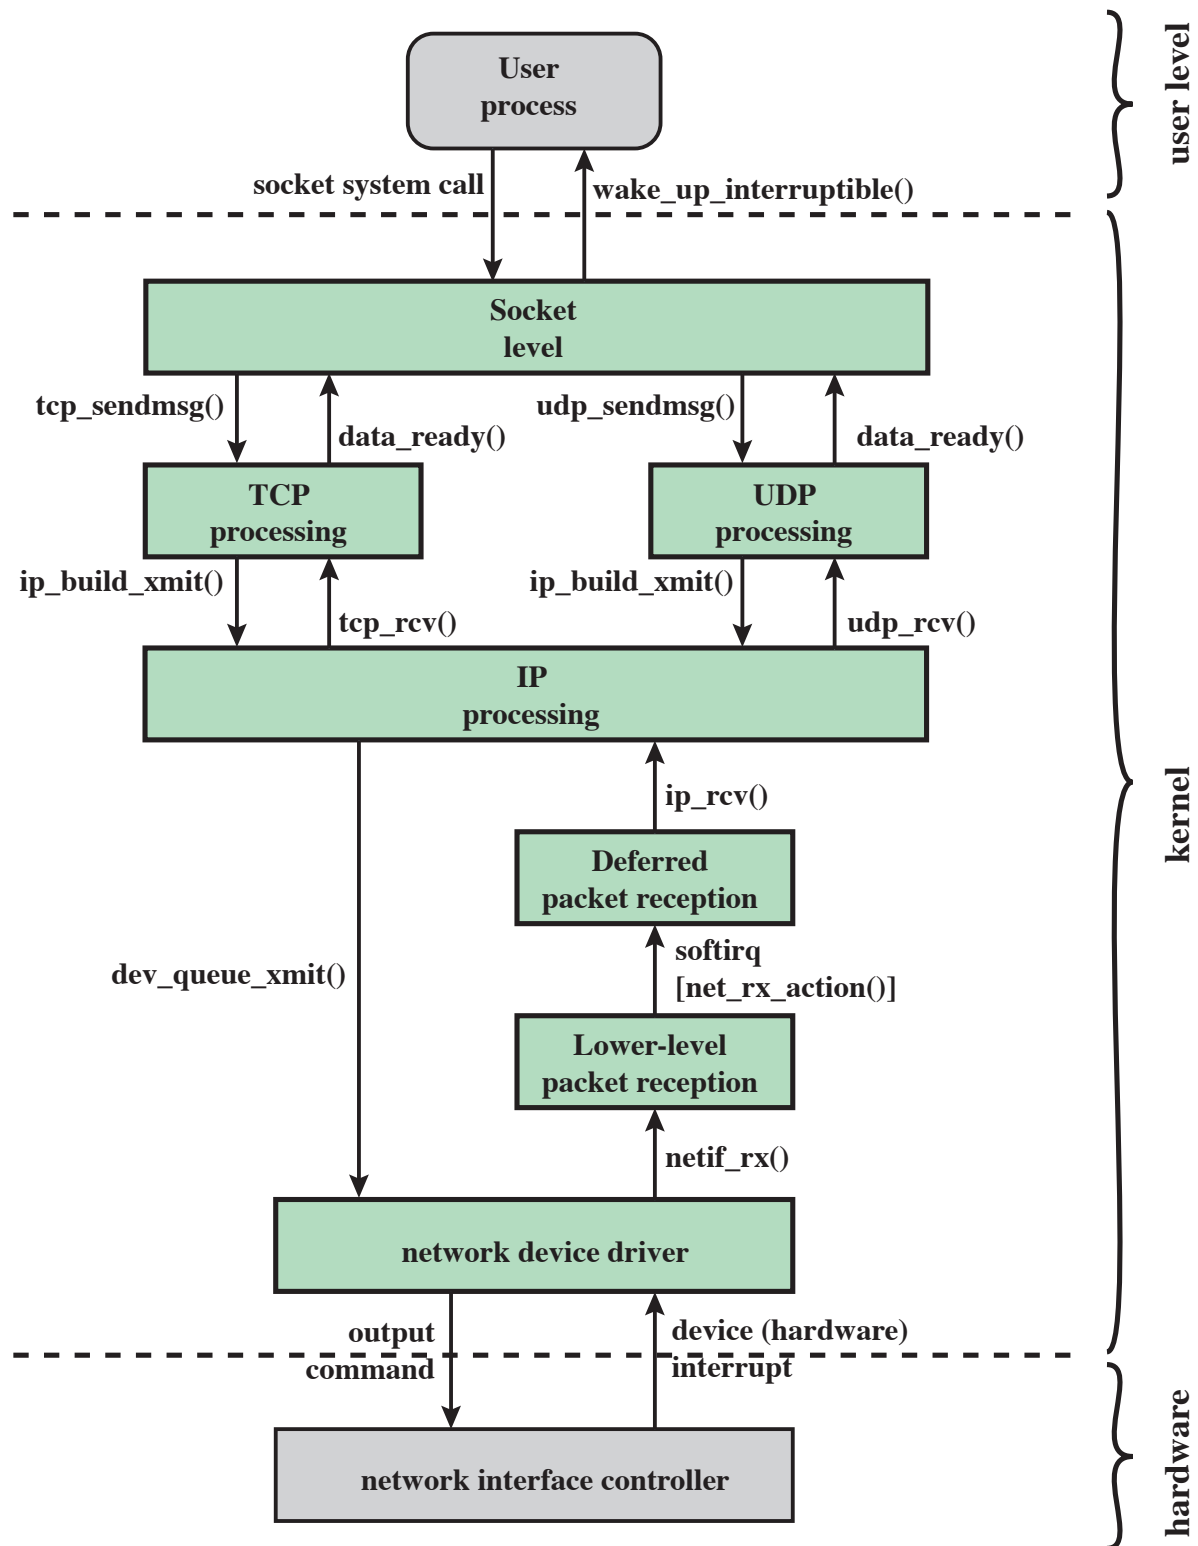 User
process
user level
socket system call
wake_up_interruptible()
Socket
level
tcp_sendmsg()
data_ready()
udp_sendmsg()
data_ready()
TCP
processing
UDP
processing
ip_build_xmit()
tcp_rcv()
ip_build_xmit()
udp_rcv()
IP
processing
kernel
ip_rcv()
Deferred
packet reception
dev_queue_xmit()
softirq
[net_rx_action()]
Lower-level
packet reception
netif_rx()
network device driver
output
command
device (hardware)
interrupt
network interface controller
hardware